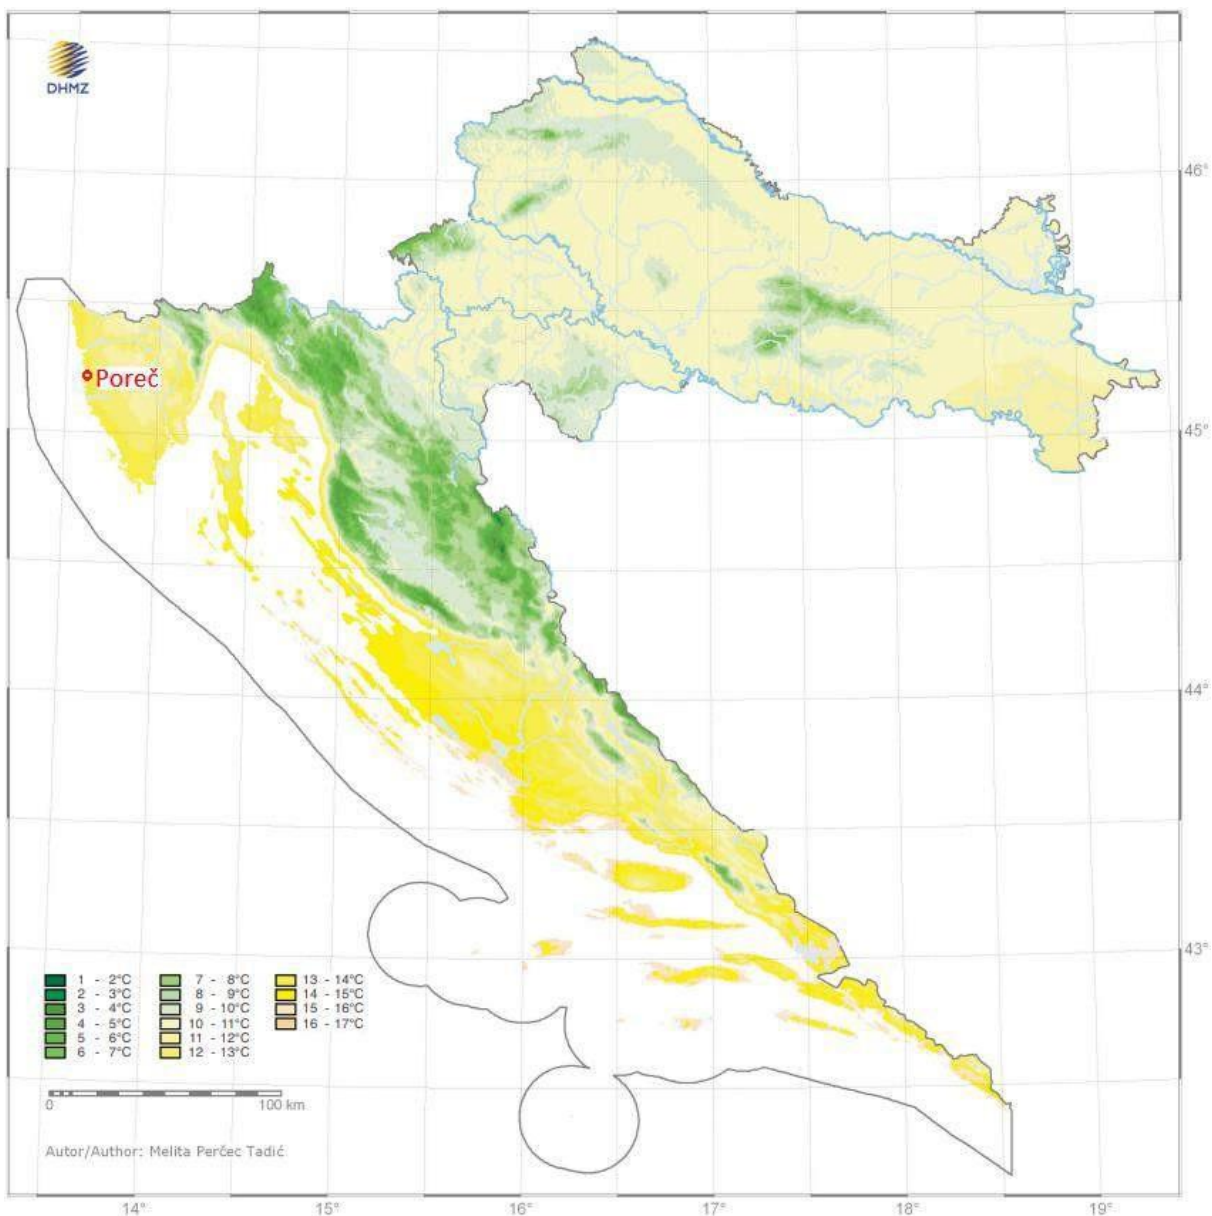 DHMZ
46°
Poreč
45°
44°
43°
1 - 2°C
2 - 3°C
3 - 4°C
4 - 5°C
5 - 6°C
6 - 7°C
7 - 8°C
8 - 9°C
9 - 10°C
10 - 11°C
11 - 12°C
12 - 13°C
13 - 14°C
14 - 15°C
15 - 16°C
16 - 17°C
0 100 km
Autor/Author: Melita Perčec Tadić
14° 15° 16° 17° 18° 19°